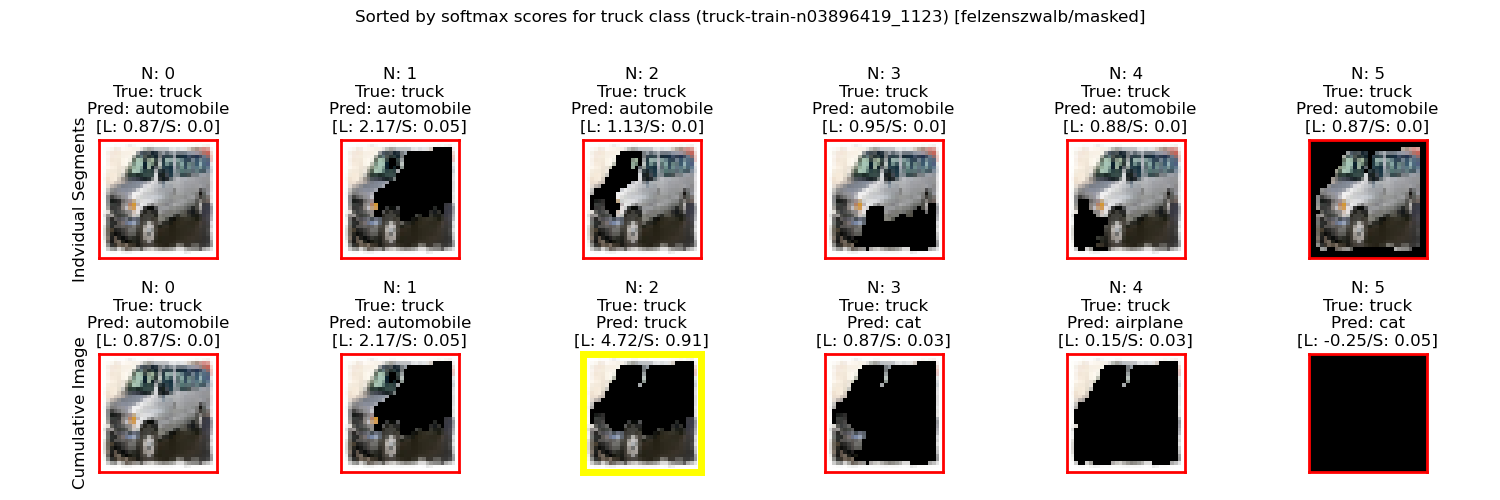 Sorted by softmax scores for truck class (truck-train-n03896419_1123) [felzenszwalb/masked]
Indvidual Segments
N: 0
True: truck
Pred: automobile
[L: 0.87/S: 0.0]
N: 1
True: truck
Pred: automobile
[L: 2.17/S: 0.05]
N: 2
True: truck
Pred: automobile
[L: 1.13/S: 0.0]
N: 3
True: truck
Pred: automobile
[L: 0.95/S: 0.0]
N: 4
True: truck
Pred: automobile
[L: 0.88/S: 0.0]
N: 5
True: truck
Pred: automobile
[L: 0.87/S: 0.0]
Cumulative Image
N: 0
True: truck
Pred: automobile
[L: 0.87/S: 0.0]
N: 1
True: truck
Pred: automobile
[L: 2.17/S: 0.05]
N: 2
True: truck
Pred: truck
[L: 4.72/S: 0.91]
N: 3
True: truck
Pred: cat
[L: 0.87/S: 0.03]
N: 4
True: truck
Pred: airplane
[L: 0.15/S: 0.03]
N: 5
True: truck
Pred: cat
[L: -0.25/S: 0.05]